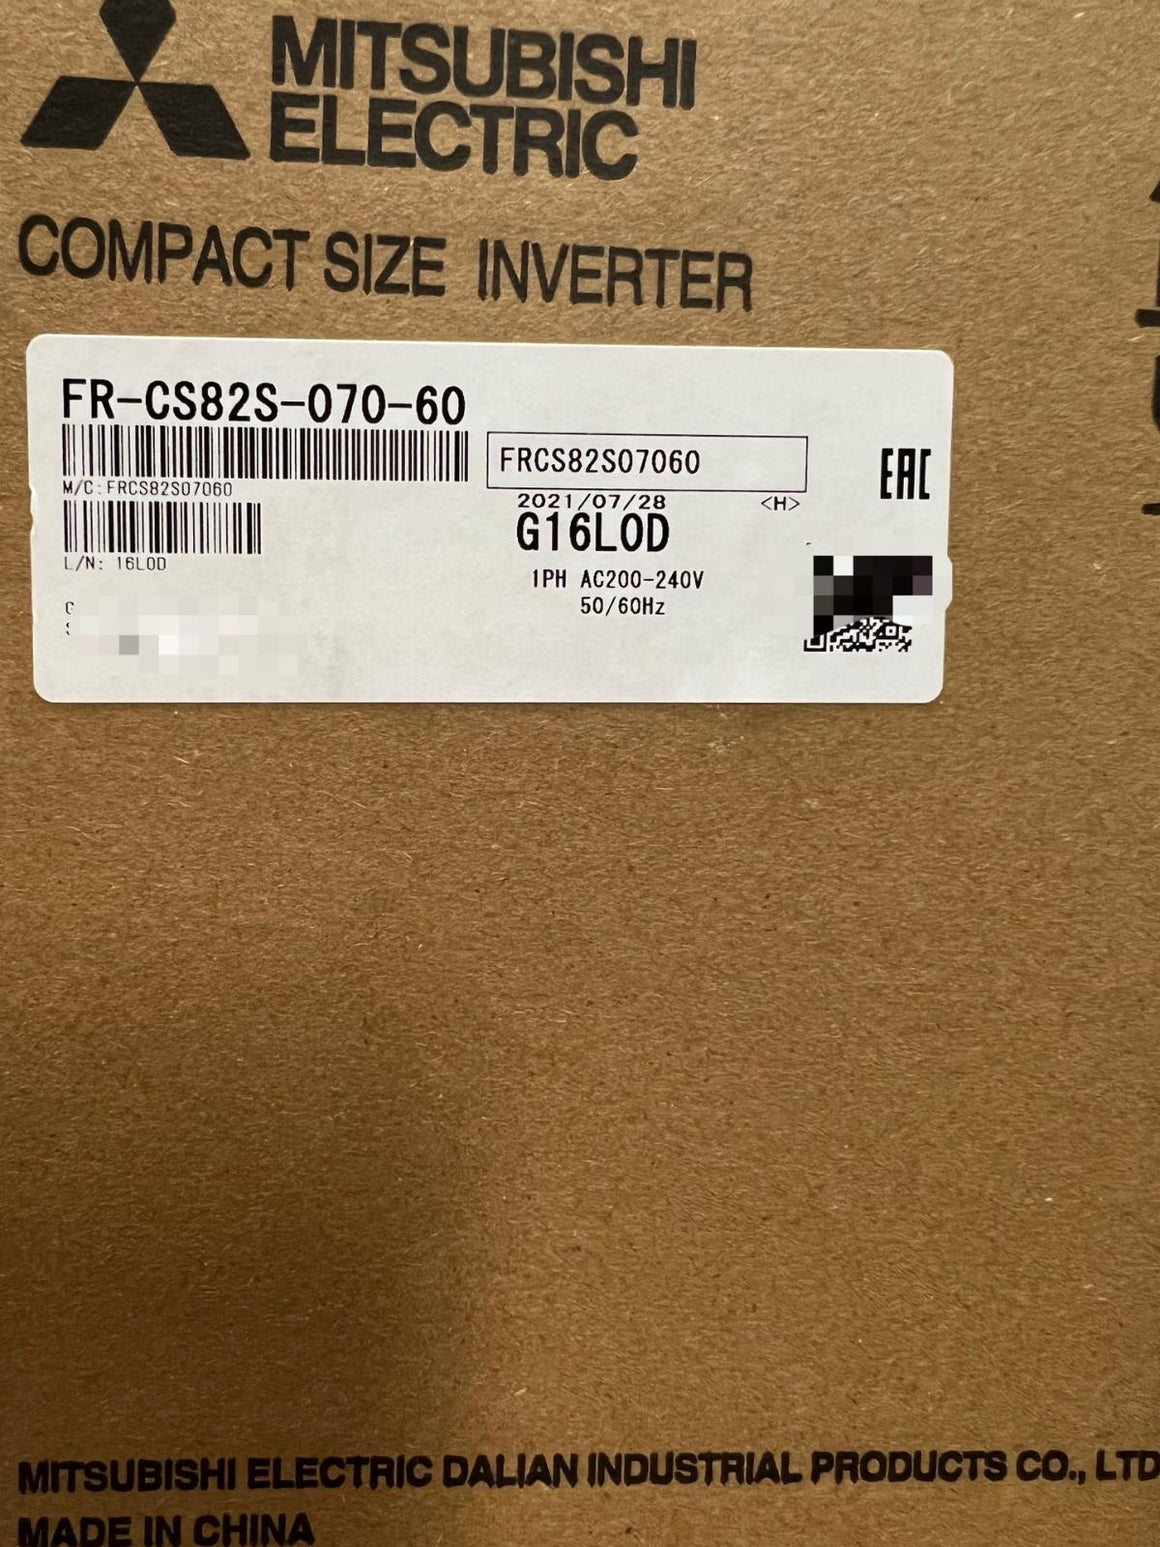 MITSUBISHI
ELECTRIC
COMPACT SIZE INVERTER
FR-CS82S-070-60
FRCS82S07060
M/C:FRCS82S07060
2021/07/28 <H>
G16L0D
L/N: 16L0D
1PH AC200-240V
50/60Hz
EAC
MITSUBISHI ELECTRIC DALIAN INDUSTRIAL PRODUCTS CO., LTD
MADE IN CHINA